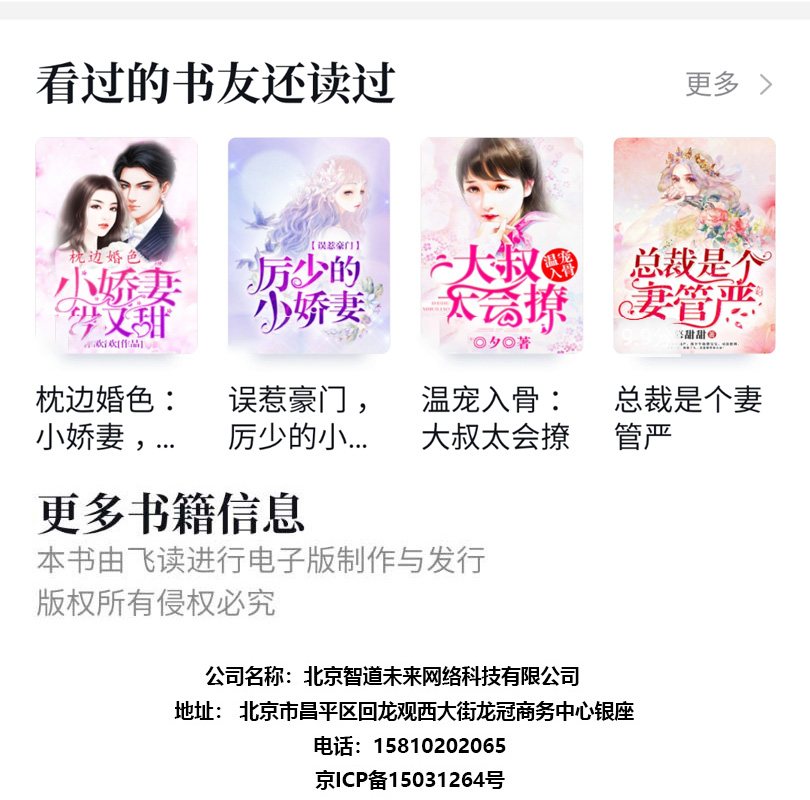 看过的书友还读过
更多
枕边婚色
小娇妻
又甜
欢欢[作品]
【误惹豪门】
厉少的
小娇妻
大叔
温宠
入骨
太会撩
◎夕◎著
总裁是个
妻管严
甜甜
枕边婚色：
小娇妻，...
误惹豪门，
厉少的小...
温宠入骨：
大叔太会撩
总裁是个妻
管严
更多书籍信息
本书由飞读进行电子版制作与发行
版权所有侵权必究
公司名称：北京智道未来网络科技有限公司
地址： 北京市昌平区回龙观西大街龙冠商务中心银座
电话：15810202065
京ICP备15031264号